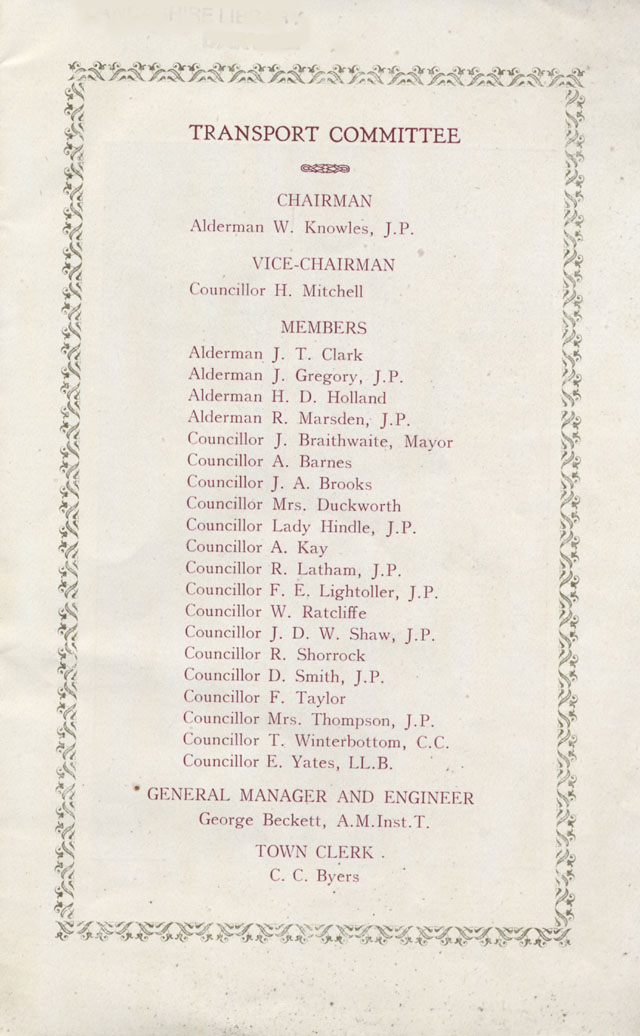 TRANSPORT COMMITTEE
CHAIRMAN
Alderman W. Knowles, J.P.
VICE-CHAIRMAN
Councillor H. Mitchell
MEMBERS
Alderman J. T. Clark
Alderman J. Gregory, J.P.
Alderman H. D. Holland
Alderman R. Marsden, J.P.
Councillor J. Braithwaite, Mayor
Councillor A. Barnes
Councillor J. A. Brooks
Councillor Mrs. Duckworth
Councillor Lady Hindle, J.P.
Councillor A. Kay
Councillor R. Latham, J.P.
Councillor F. E. Lightoller, J.P.
Councillor W. Ratcliffe
Councillor J. D. W. Shaw, J.P.
Councillor R. Shorrock
Councillor D. Smith, J.P.
Councillor F. Taylor
Councillor Mrs. Thompson, J.P.
Councillor T. Winterbottom, C.C.
Councillor E. Yates, LL.B.
GENERAL MANAGER AND ENGINEER
George Beckett, A.M.Inst.T.
TOWN CLERK
C. C. Byers